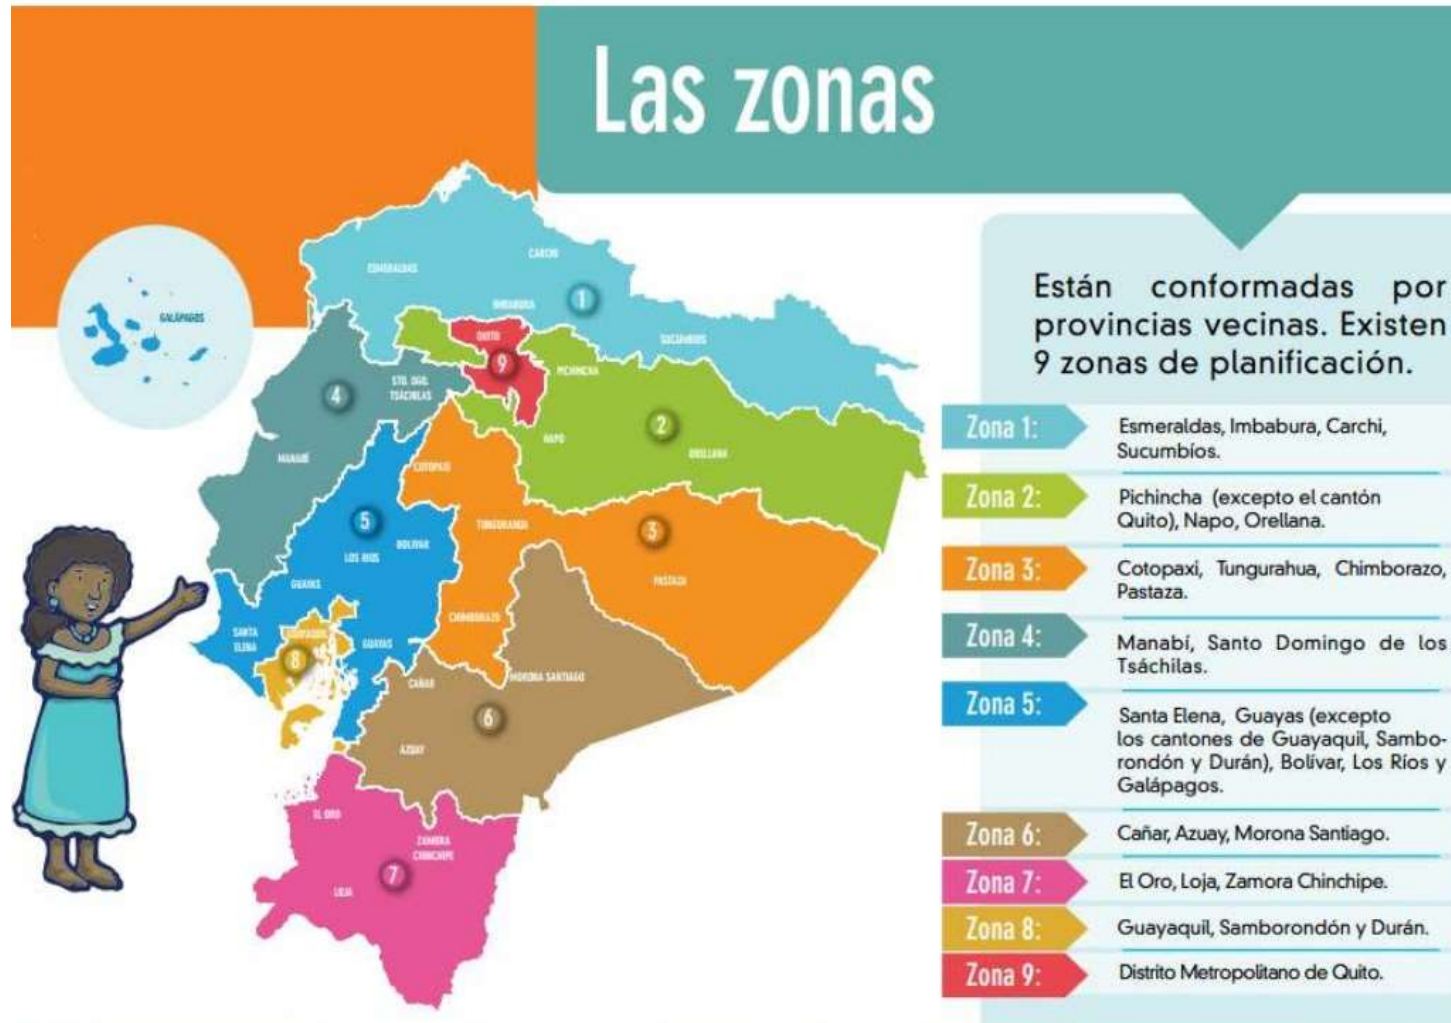 Las zonas
Están conformadas por
provincias vecinas. Existen
9 zonas de planificación.
Zona 1:
Esmeraldas, Imbabura, Carchi,
Sucumbíos.
Zona 2:
Pichincha (excepto el cantón
Quito), Napo, Orellana.
Zona 3:
Cotopaxi, Tungurahua, Chimborazo,
Pastaza.
Zona 4:
Manabí, Santo Domingo de los
Tsáchilas.
Zona 5:
Santa Elena, Guayas (excepto
los cantones de Guayaquil, Sambo-
rondón y Durán), Bolívar, Los Ríos y
Galápagos.
Zona 6:
Cañar, Azuay, Morona Santiago.
Zona 7:
El Oro, Loja, Zamora Chinchipe.
Zona 8:
Guayaquil, Samborondón y Durán.
Zona 9:
Distrito Metropolitano de Quito.
GALÁPAGOS
ESMERALDAS
CARCHI
IMBABURA
1
SUCUMBIOS
QUITO
9
PICHINCHA
4
STO. DGO.
TSÁCHILAS
2
NAPO
ORELLANA
MANABÍ
COTOPAXI
5
TUNGURAHUA
3
BOLIVAR
LOS RIOS
GUAYAS
PASTAZA
CHIMBORAZO
SANTA
ELENA
GUAYAQUIL
GUAYAS
8
CAÑAR
MORONA SANTIAGO
6
AZUAY
EL ORO
ZAMORA
CHINCHIPE
7
LOJA